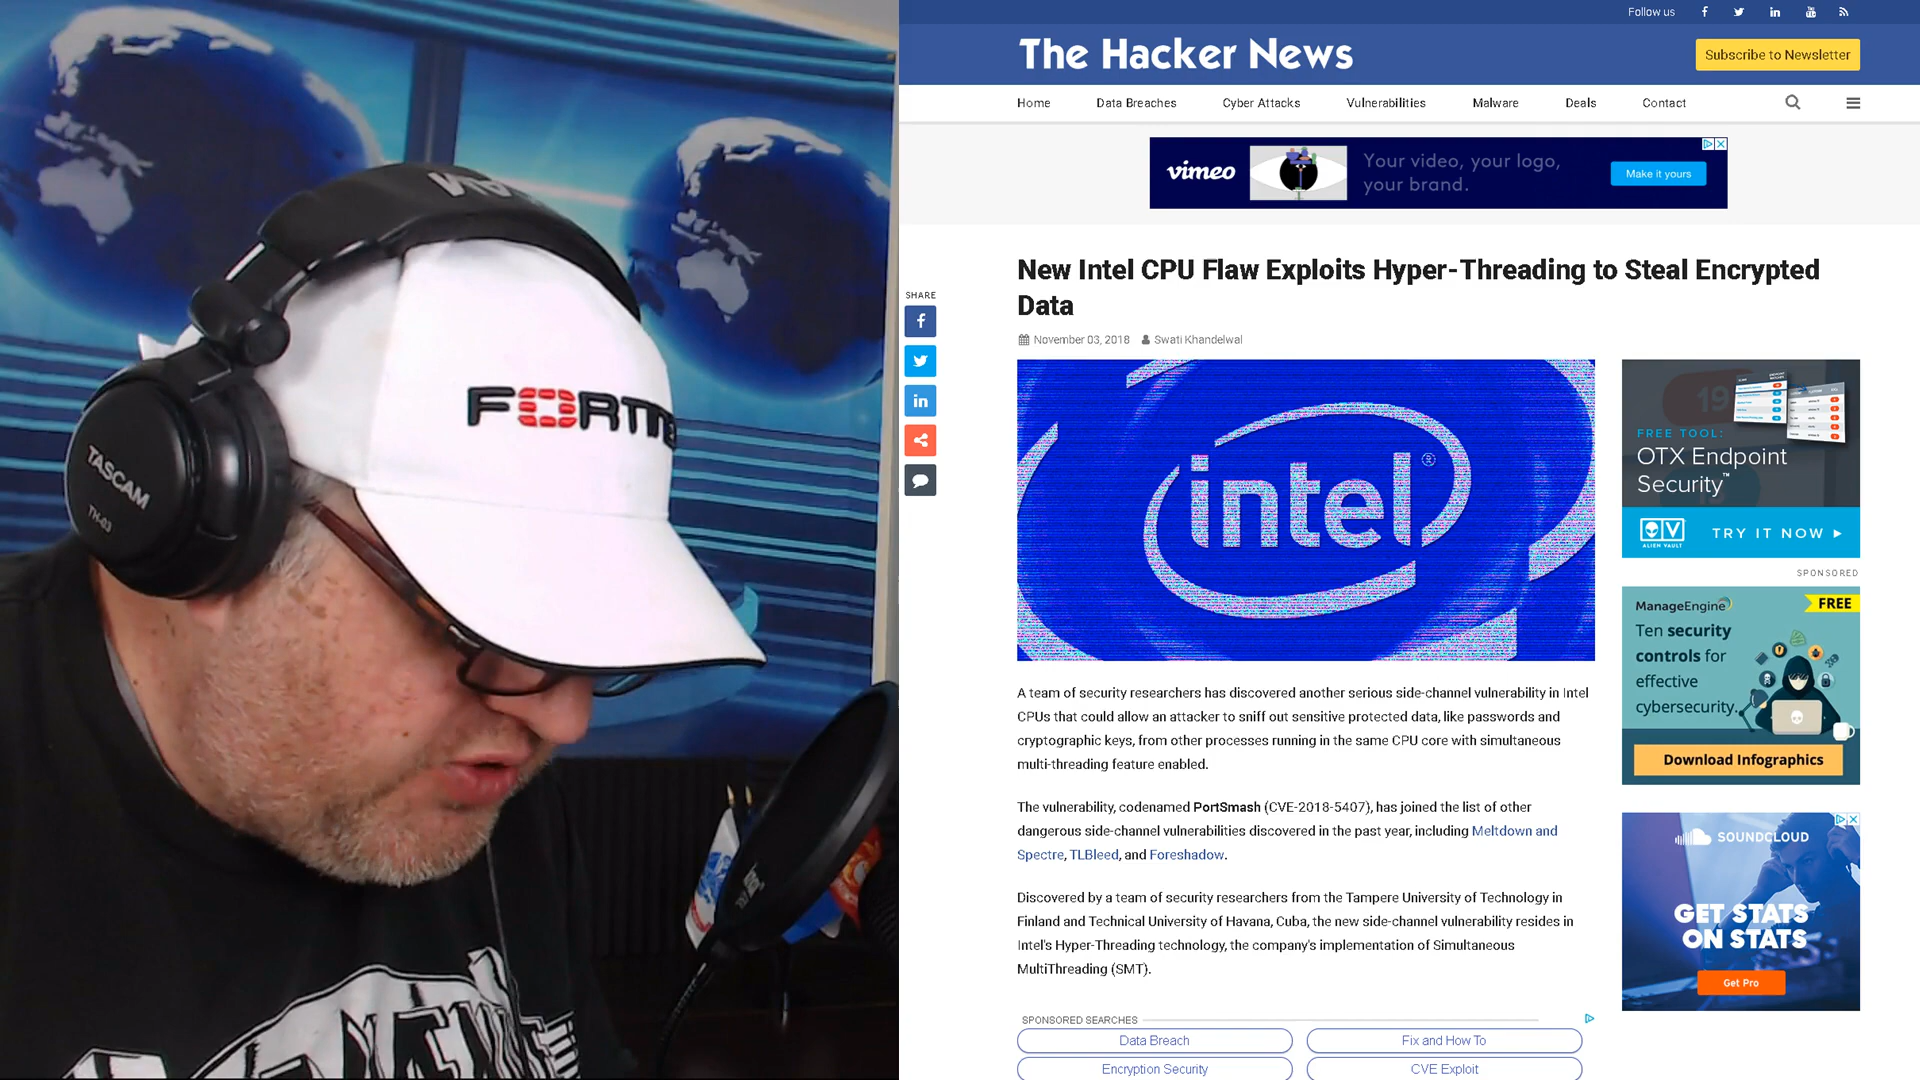 FORTINE
TASCAM
TH-03
Follow us
The Hacker News
Subscribe to Newsletter
Home
Data Breaches
Cyber Attacks
Vulnerabilities
Malware
Deals
Contact
vimeo
Your video, your logo,
your brand.
Make it yours
New Intel CPU Flaw Exploits Hyper-Threading to Steal Encrypted
Data
November 03, 2018
Swati Khandelwal
SHARE
intel
A team of security researchers has discovered another serious side-channel vulnerability in Intel
CPUs that could allow an attacker to sniff out sensitive protected data, like passwords and
cryptographic keys, from other processes running in the same CPU core with simultaneous
multi-threading feature enabled.
The vulnerability, codenamed PortSmash (CVE-2018-5407), has joined the list of other
dangerous side-channel vulnerabilities discovered in the past year, including Meltdown and
Spectre, TLBleed, and Foreshadow.
Discovered by a team of security researchers from the Tampere University of Technology in
Finland and Technical University of Havana, Cuba, the new side-channel vulnerability resides in
Intel's Hyper-Threading technology, the company's implementation of Simultaneous
MultiThreading (SMT).
SPONSORED SEARCHES
Data Breach
Fix and How To
Encryption Security
CVE Exploit
FREE TOOL:
OTX Endpoint
Security™
ALIEN VAULT
TRY IT NOW
SPONSORED
ManageEngine
FREE
Ten security
controls for
effective
cybersecurity.
Download Infographics
SOUNDCLOUD
GET STATS
ON STATS
Get Pro